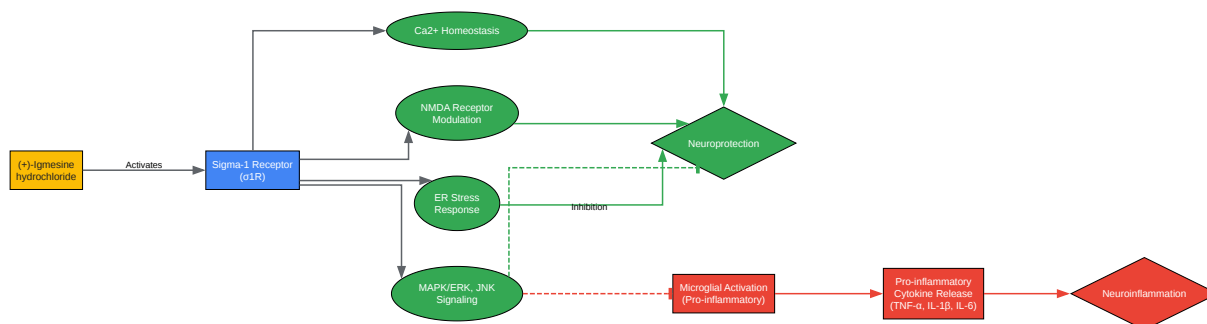 Ca2+ Homeostasis
NMDA Receptor
Modulation
Neuroprotection
(+)-Igmesine
hydrochloride
Activates
Sigma-1 Receptor
(σ1R)
ER Stress
Response
Inhibition
MAPK/ERK, JNK
Signaling
Microglial Activation
(Pro-inflammatory)
Pro-inflammatory
Cytokine Release
(TNF-α, IL-1β, IL-6)
Neuroinflammation